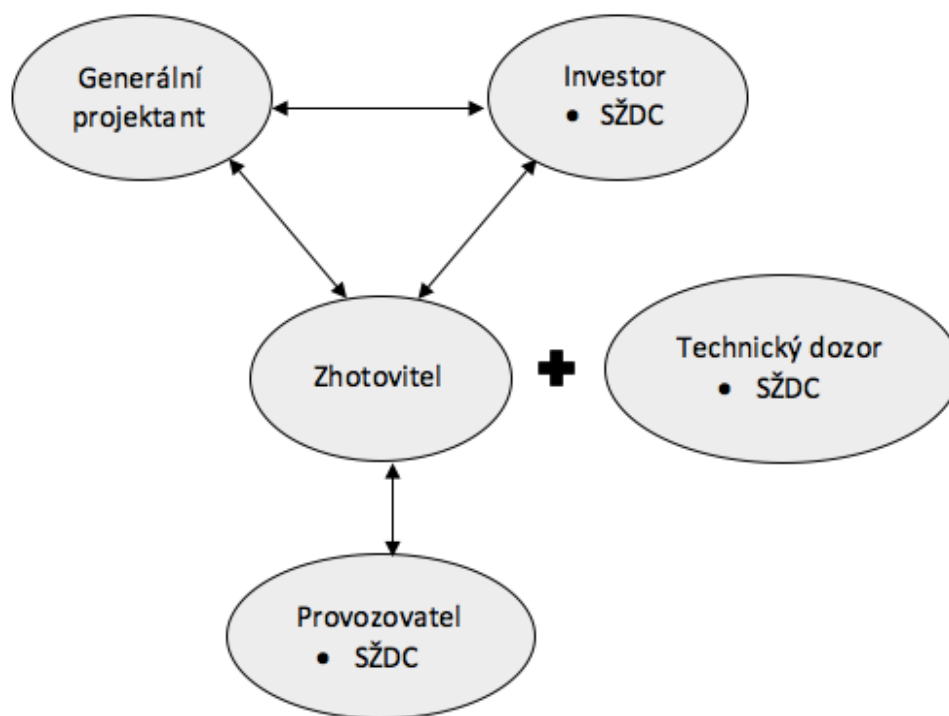 Generální
projektant
Investor
• SŽDC
Zhotovitel
Technický dozor
• SŽDC
Provozovatel
• SŽDC